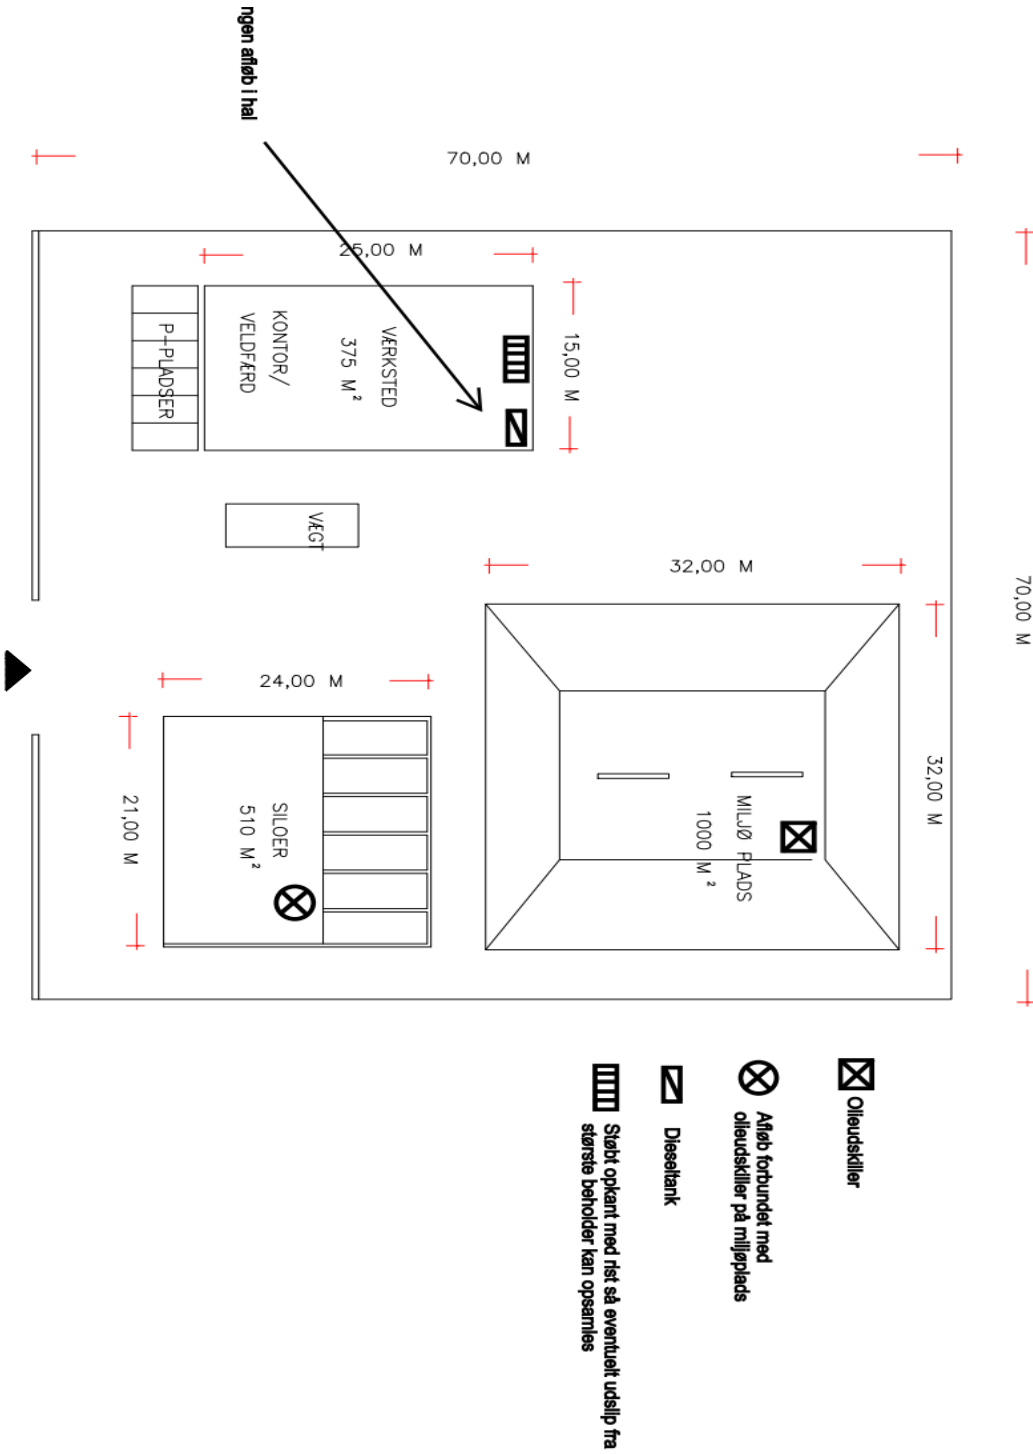 ngen afløb i hal
70,00 M
70,00 M
25,00 M
15,00 M
P-PLADSER
KONTOR/
VELDFÆRD
VÆRKSTED
375 M²
VÆGT
32,00 M
32,00 M
MILJØ PLADS
1000 M²
24,00 M
21,00 M
SILOER
510 M²
Olieudskiller
Afløb forbundet med
olieudskiller på miljøplads
Dieseltank
Støbt opkant med rist så eventuelt udslip fra
største beholder kan opsamles